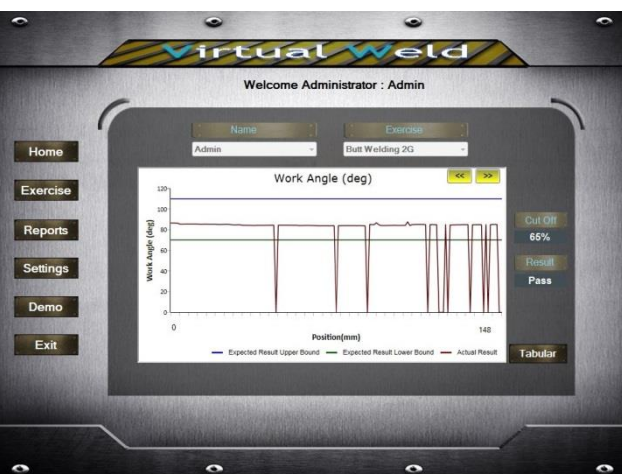 Virtual Weld
Welcome Administrator : Admin
Name
Exercise
Admin
Butt Welding 2G
Home
Exercise
Reports
Settings
Demo
Exit
Work Angle (deg)
<< >>
Work Angle (deg)
120
100
80
60
40
20
0
0
148
Position(mm)
Expected Result Upper Bound
Expected Result Lower Bound
Actual Result
Cut Off
65%
Result
Pass
Tabular